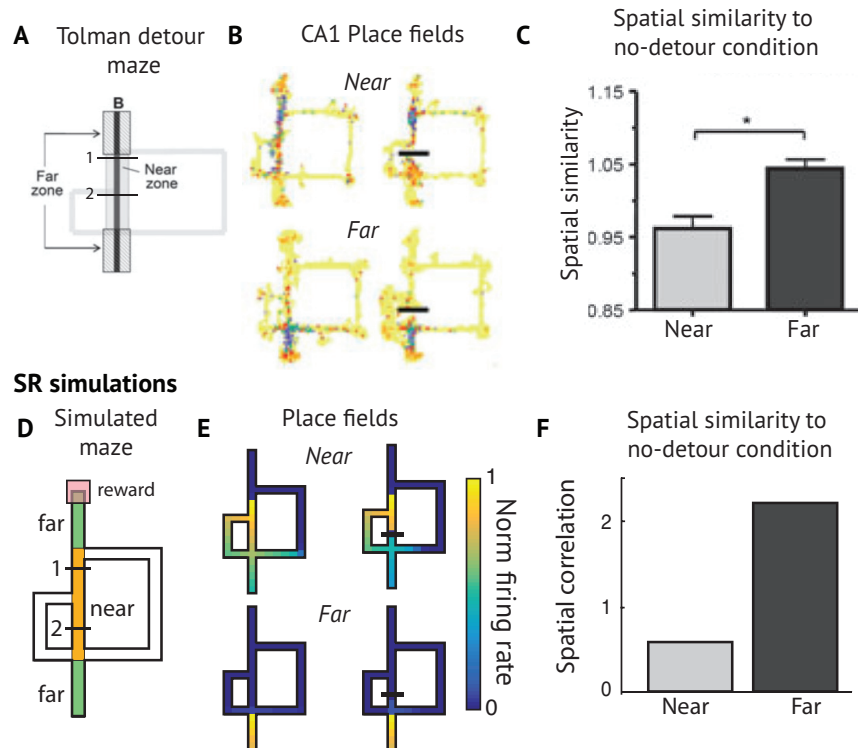 A Tolman detour
maze
B
1
2
Near
zone
Far
zone
B CA1 Place fields
Near
Far
C Spatial similarity to
no-detour condition
Spatial similarity
1.15
1.05
0.95
0.85
*
Near Far
SR simulations
D Simulated
maze
reward
far
1
near
2
far
E Place fields
Near
Far
1
Norm firing rate
0
F Spatial similarity to
no-detour condition
Spatial correlation
2
1
0
Near Far